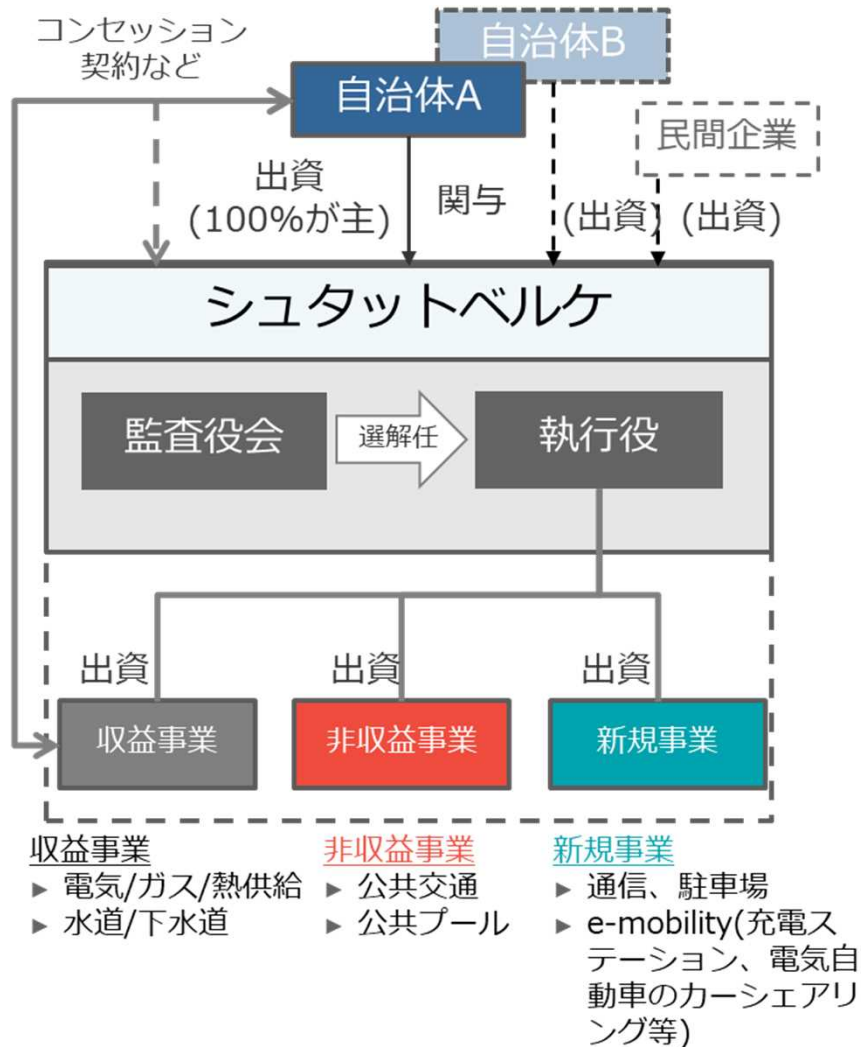 コンセッション
契約など
自治体B
自治体A
民間企業
出資
(100%が主)
関与
(出資)
(出資)
シュタットベルケ
監査役会
選解任
執行役
出資
出資
出資
収益事業
非収益事業
新規事業
収益事業
▶ 電気/ガス/熱供給
▶ 水道/下水道
非収益事業
▶ 公共交通
▶ 公共プール
新規事業
▶ 通信、駐車場
▶ e-mobility(充電ス
テーション、電気自
動車のカーシェアリ
ング等)